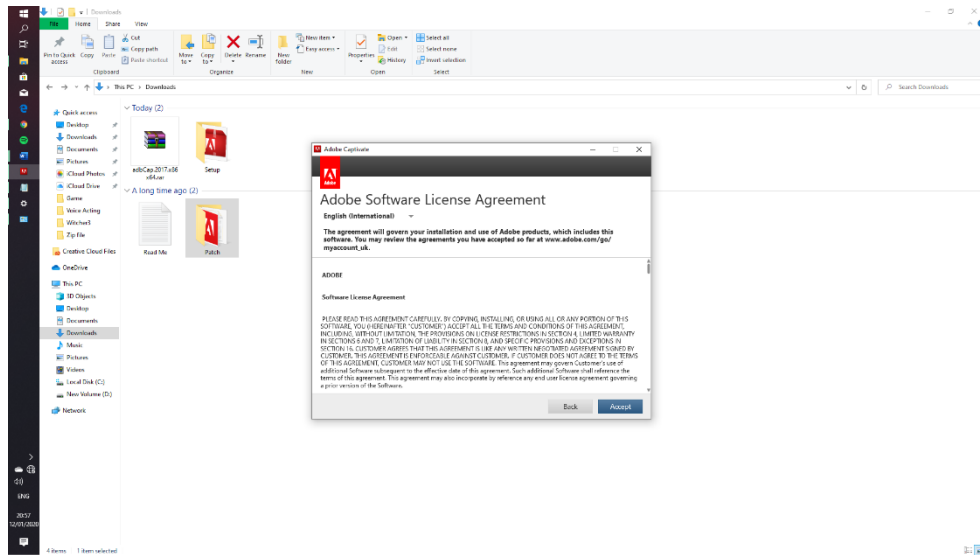 Downloads
File Home Share View
Pin to Quick access
Copy
Paste
Cut
Copy path
Paste shortcut
Move to
Copy to
Delete
Rename
New folder
New item
Easy access
Properties
Open
Edit
History
Select all
Select none
Invert selection
Clipboard Organize New Open Select
This PC > Downloads
Search Downloads
Quick access
Desktop
Downloads
Documents
Pictures
iCloud Photos
iCloud Drive
Game
Voice Acting
Witcher3
Zip file
Creative Cloud Files
OneDrive
This PC
3D Objects
Desktop
Documents
Downloads
Music
Pictures
Videos
Local Disk (C:)
New Volume (D:)
Network
Today (2)
adbCap.2017.x86
x64.rar
Setup
A long time ago (2)
Read Me
Patch
Adobe Captivate
Adobe
Adobe Software License Agreement
English (International)
The agreement will govern your installation and use of Adobe products, which includes this
software. You may review the agreements you have accepted so far at www.adobe.com/go/
myaccount_uk.
ADOBE
Software License Agreement
PLEASE READ THIS AGREEMENT CAREFULLY. BY COPYING, INSTALLING, OR USING ALL OR ANY PORTION OF THIS
SOFTWARE, YOU (HEREINAFTER "CUSTOMER") ACCEPT ALL THE TERMS AND CONDITIONS OF THIS AGREEMENT,
INCLUDING, WITHOUT LIMITATION, THE PROVISIONS ON LICENSE RESTRICTIONS IN SECTION 4, LIMITED WARRANTY
IN SECTIONS 6 AND 7, LIMITATION OF LIABILITY IN SECTION 8, AND SPECIFIC PROVISIONS AND EXCEPTIONS IN
SECTION 16. CUSTOMER AGREES THAT THIS AGREEMENT IS LIKE ANY WRITTEN NEGOTIATED AGREEMENT SIGNED BY
CUSTOMER. THIS AGREEMENT IS ENFORCEABLE AGAINST CUSTOMER. IF CUSTOMER DOES NOT AGREE TO THE TERMS
OF THIS AGREEMENT, CUSTOMER MAY NOT USE THE SOFTWARE. This agreement may govern Customer's use of
additional Software subsequent to the effective date of this agreement. Such additional Software shall reference the
terms of this agreement. This agreement may also incorporate by reference any end user license agreement governing
a prior version of the Software.
Back Accept
ENG
20:57
12/01/2020
4 items 1 item selected